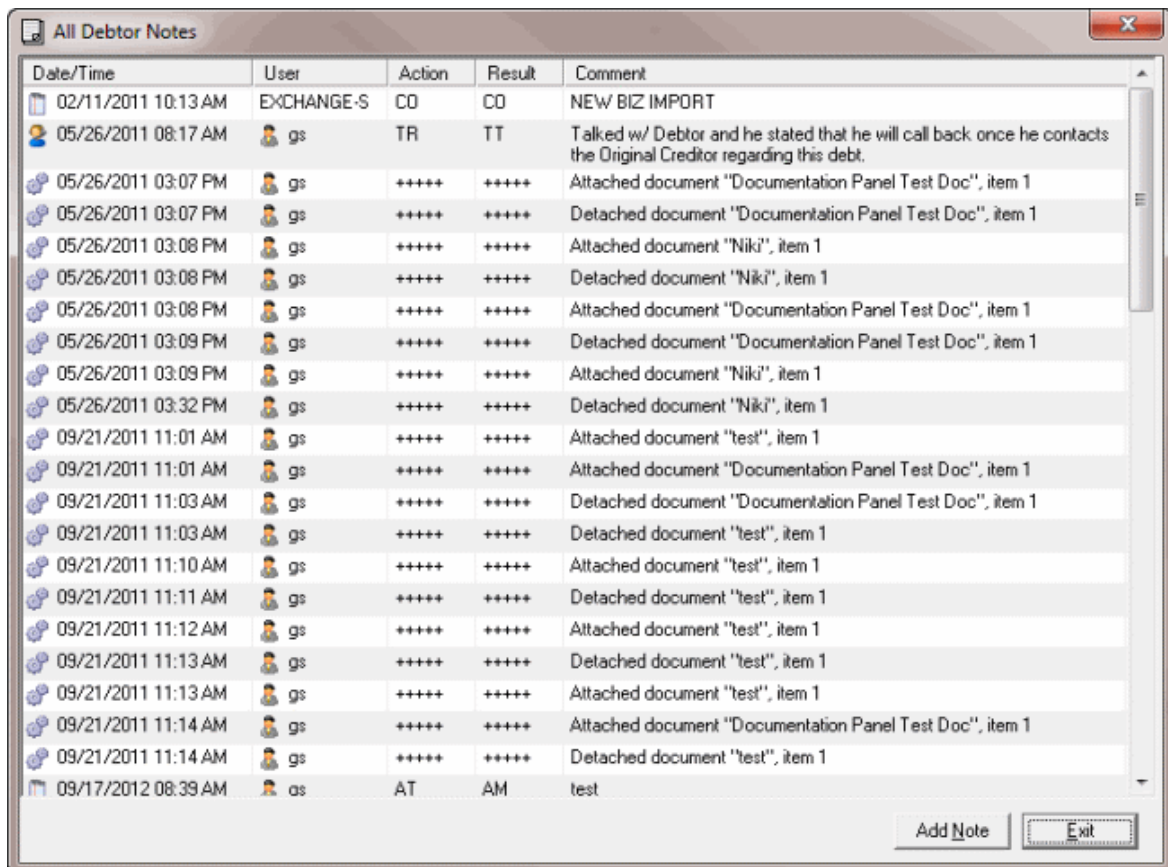 All Debtor Notes
Date/Time User Action Result Comment
02/11/2011 10:13 AM EXCHANGE-S CO CO NEW BIZ IMPORT
05/26/2011 08:17 AM gs TR TT Talked w/ Debtor and he stated that he will call back once he contacts
the Original Creditor regarding this debt.
05/26/2011 03:07 PM gs +++++ +++++ Attached document "Documentation Panel Test Doc", item 1
05/26/2011 03:07 PM gs +++++ +++++ Detached document "Documentation Panel Test Doc", item 1
05/26/2011 03:08 PM gs +++++ +++++ Attached document "Niki", item 1
05/26/2011 03:08 PM gs +++++ +++++ Detached document "Niki", item 1
05/26/2011 03:08 PM gs +++++ +++++ Attached document "Documentation Panel Test Doc", item 1
05/26/2011 03:09 PM gs +++++ +++++ Detached document "Documentation Panel Test Doc", item 1
05/26/2011 03:09 PM gs +++++ +++++ Attached document "Niki", item 1
05/26/2011 03:32 PM gs +++++ +++++ Detached document "Niki", item 1
09/21/2011 11:01 AM gs +++++ +++++ Attached document "test", item 1
09/21/2011 11:01 AM gs +++++ +++++ Attached document "Documentation Panel Test Doc", item 1
09/21/2011 11:03 AM gs +++++ +++++ Detached document "Documentation Panel Test Doc", item 1
09/21/2011 11:03 AM gs +++++ +++++ Detached document "test", item 1
09/21/2011 11:10 AM gs +++++ +++++ Attached document "test", item 1
09/21/2011 11:11 AM gs +++++ +++++ Detached document "test", item 1
09/21/2011 11:12 AM gs +++++ +++++ Attached document "test", item 1
09/21/2011 11:13 AM gs +++++ +++++ Detached document "test", item 1
09/21/2011 11:13 AM gs +++++ +++++ Attached document "test", item 1
09/21/2011 11:14 AM gs +++++ +++++ Attached document "Documentation Panel Test Doc", item 1
09/21/2011 11:14 AM gs +++++ +++++ Detached document "test", item 1
09/17/2012 08:39 AM gs AT AM test
Add Note Exit